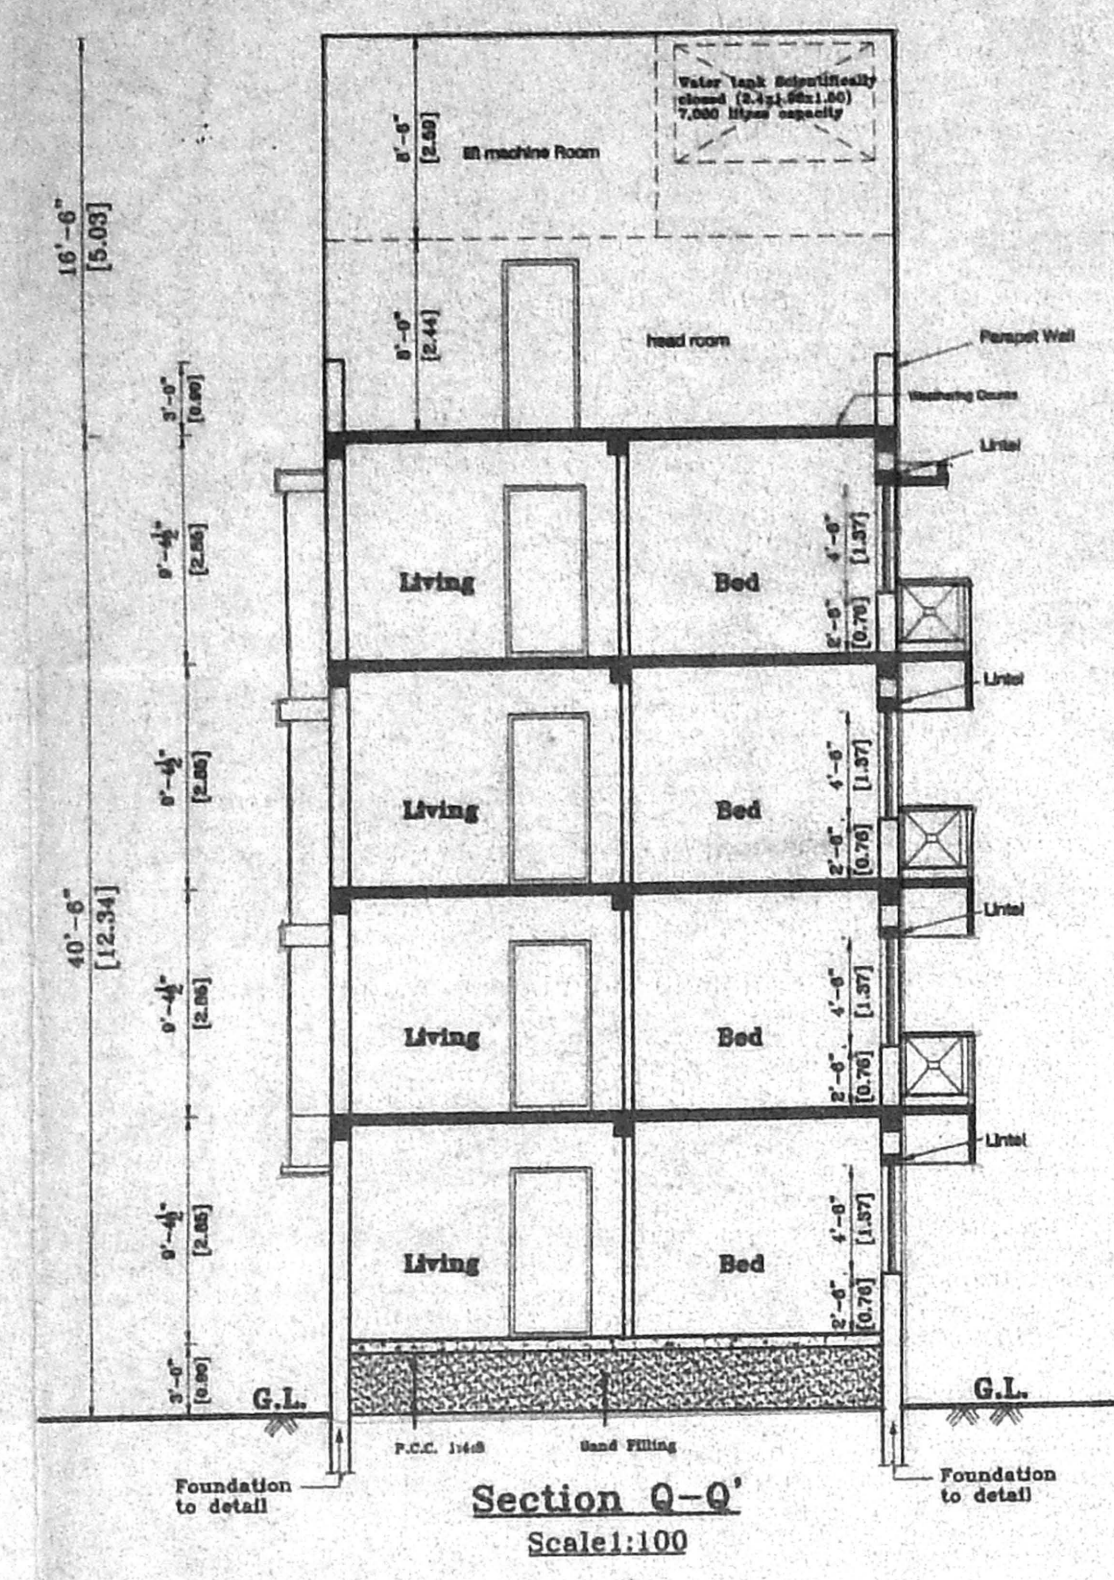 Water tank Scientifically
closed (2.4x1.98x1.50)
7,000 litres capacity
8'-6"
[2.59]
lift machine Room
16'-6"
[5.03]
8'-0"
[2.44]
head room
Parapet Wall
3'-0"
[0.90]
Weathering Course
Lintel
9'-4½"
[2.85]
Living
Bed
4'-6"
[1.37]
2'-6"
[0.76]
Lintel
9'-4½"
[2.85]
Living
Bed
4'-6"
[1.37]
2'-6"
[0.76]
40'-6"
[12.34]
Lintel
9'-4½"
[2.85]
Living
Bed
4'-6"
[1.37]
2'-6"
[0.76]
Lintel
9'-4½"
[2.85]
Living
Bed
4'-6"
[1.37]
2'-6"
[0.76]
3'-0"
[0.90]
G.L.
G.L.
P.C.C. 1:4:8
Sand Filling
Foundation
to detail
Foundation
to detail
Section Q-Q'
Scale1:100